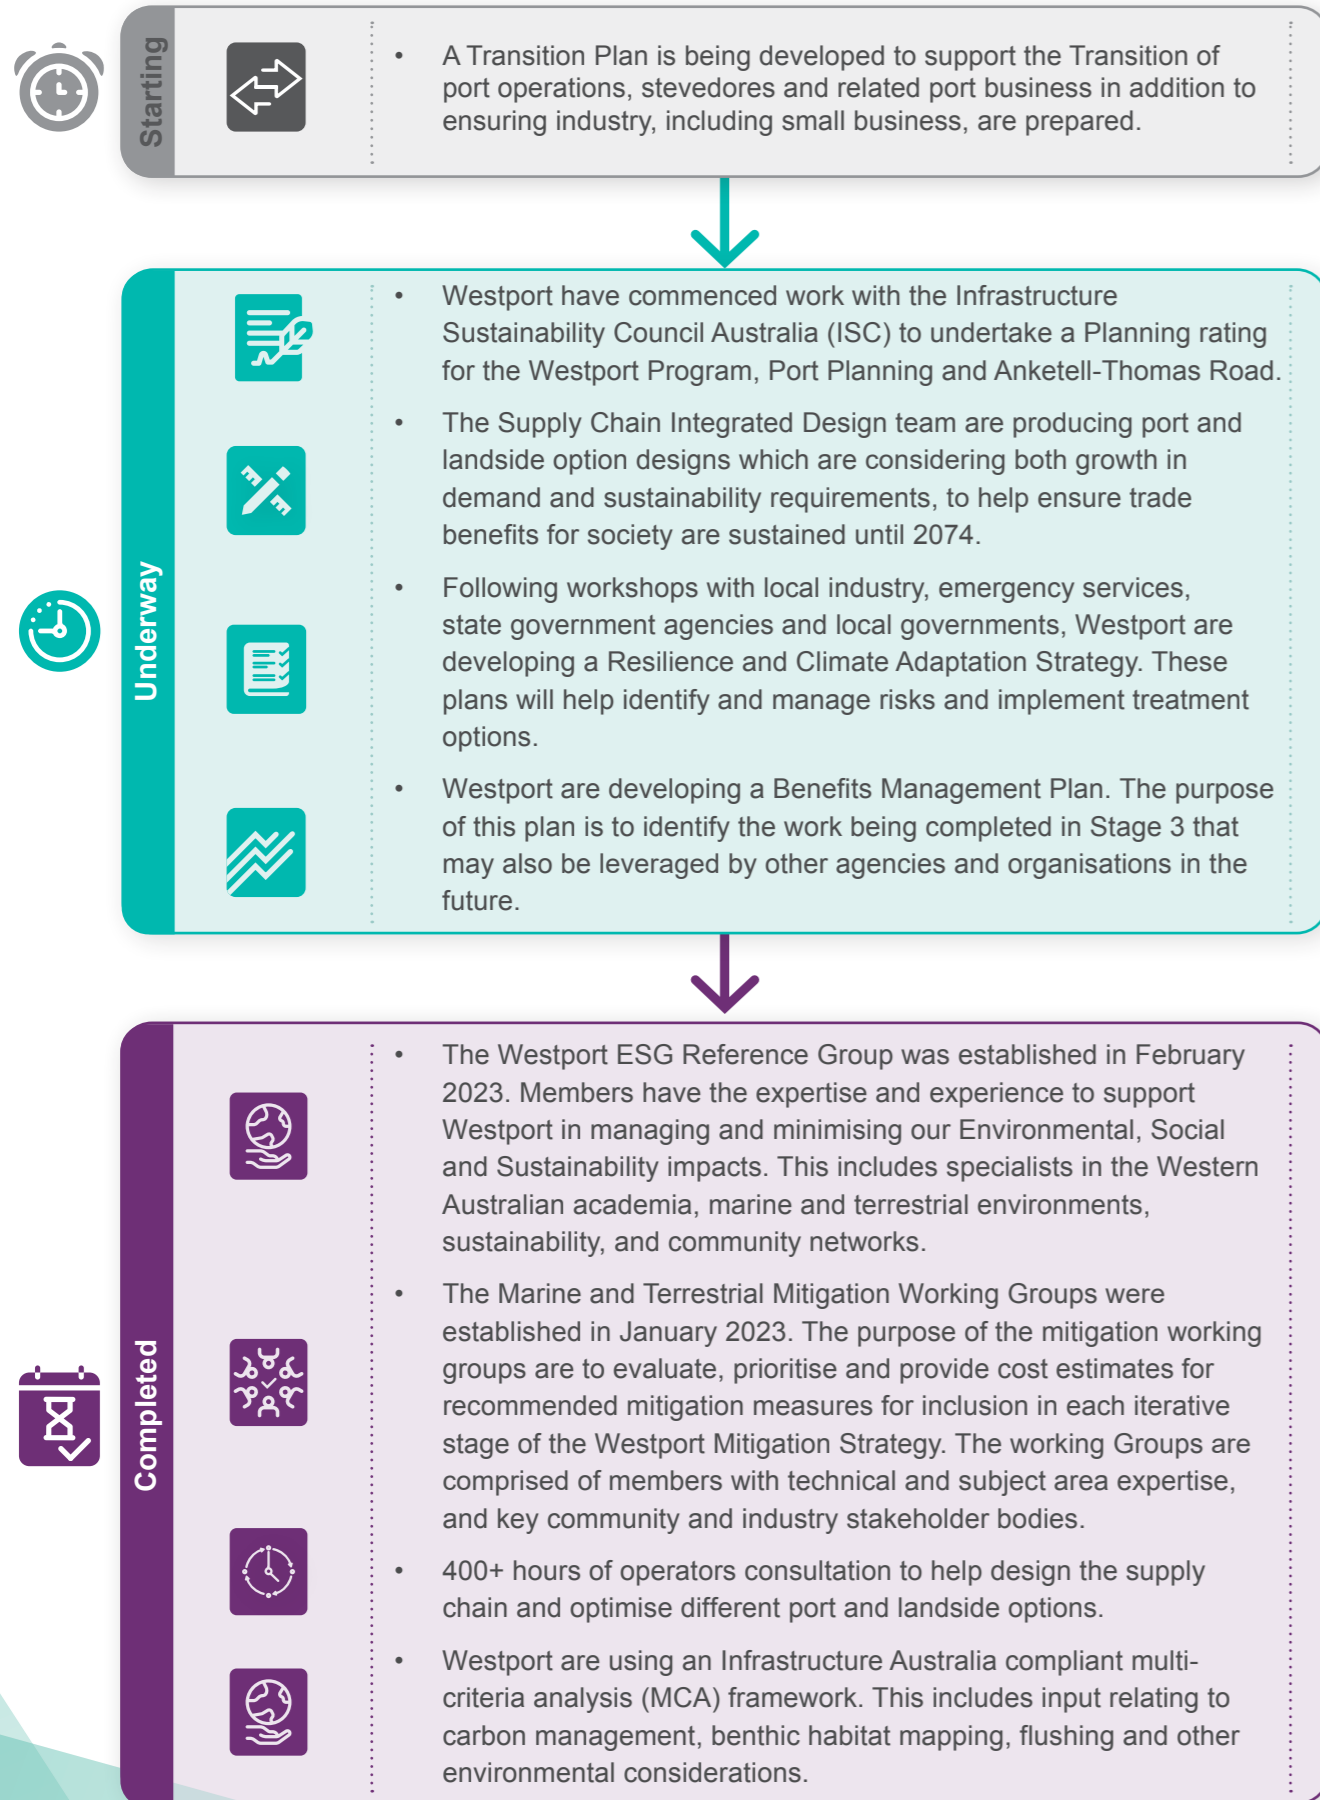 Starting
• A Transition Plan is being developed to support the Transition of
port operations, stevedores and related port business in addition to
ensuring industry, including small business, are prepared.
Underway
• Westport have commenced work with the Infrastructure
Sustainability Council Australia (ISC) to undertake a Planning rating
for the Westport Program, Port Planning and Anketell-Thomas Road.
• The Supply Chain Integrated Design team are producing port and
landside option designs which are considering both growth in
demand and sustainability requirements, to help ensure trade
benefits for society are sustained until 2074.
• Following workshops with local industry, emergency services,
state government agencies and local governments, Westport are
developing a Resilience and Climate Adaptation Strategy. These
plans will help identify and manage risks and implement treatment
options.
• Westport are developing a Benefits Management Plan. The purpose
of this plan is to identify the work being completed in Stage 3 that
may also be leveraged by other agencies and organisations in the
future.
Completed
• The Westport ESG Reference Group was established in February
2023. Members have the expertise and experience to support
Westport in managing and minimising our Environmental, Social
and Sustainability impacts. This includes specialists in the Western
Australian academia, marine and terrestrial environments,
sustainability, and community networks.
• The Marine and Terrestrial Mitigation Working Groups were
established in January 2023. The purpose of the mitigation working
groups are to evaluate, prioritise and provide cost estimates for
recommended mitigation measures for inclusion in each iterative
stage of the Westport Mitigation Strategy. The working Groups are
comprised of members with technical and subject area expertise,
and key community and industry stakeholder bodies.
• 400+ hours of operators consultation to help design the supply
chain and optimise different port and landside options.
• Westport are using an Infrastructure Australia compliant multi-
criteria analysis (MCA) framework. This includes input relating to
carbon management, benthic habitat mapping, flushing and other
environmental considerations.